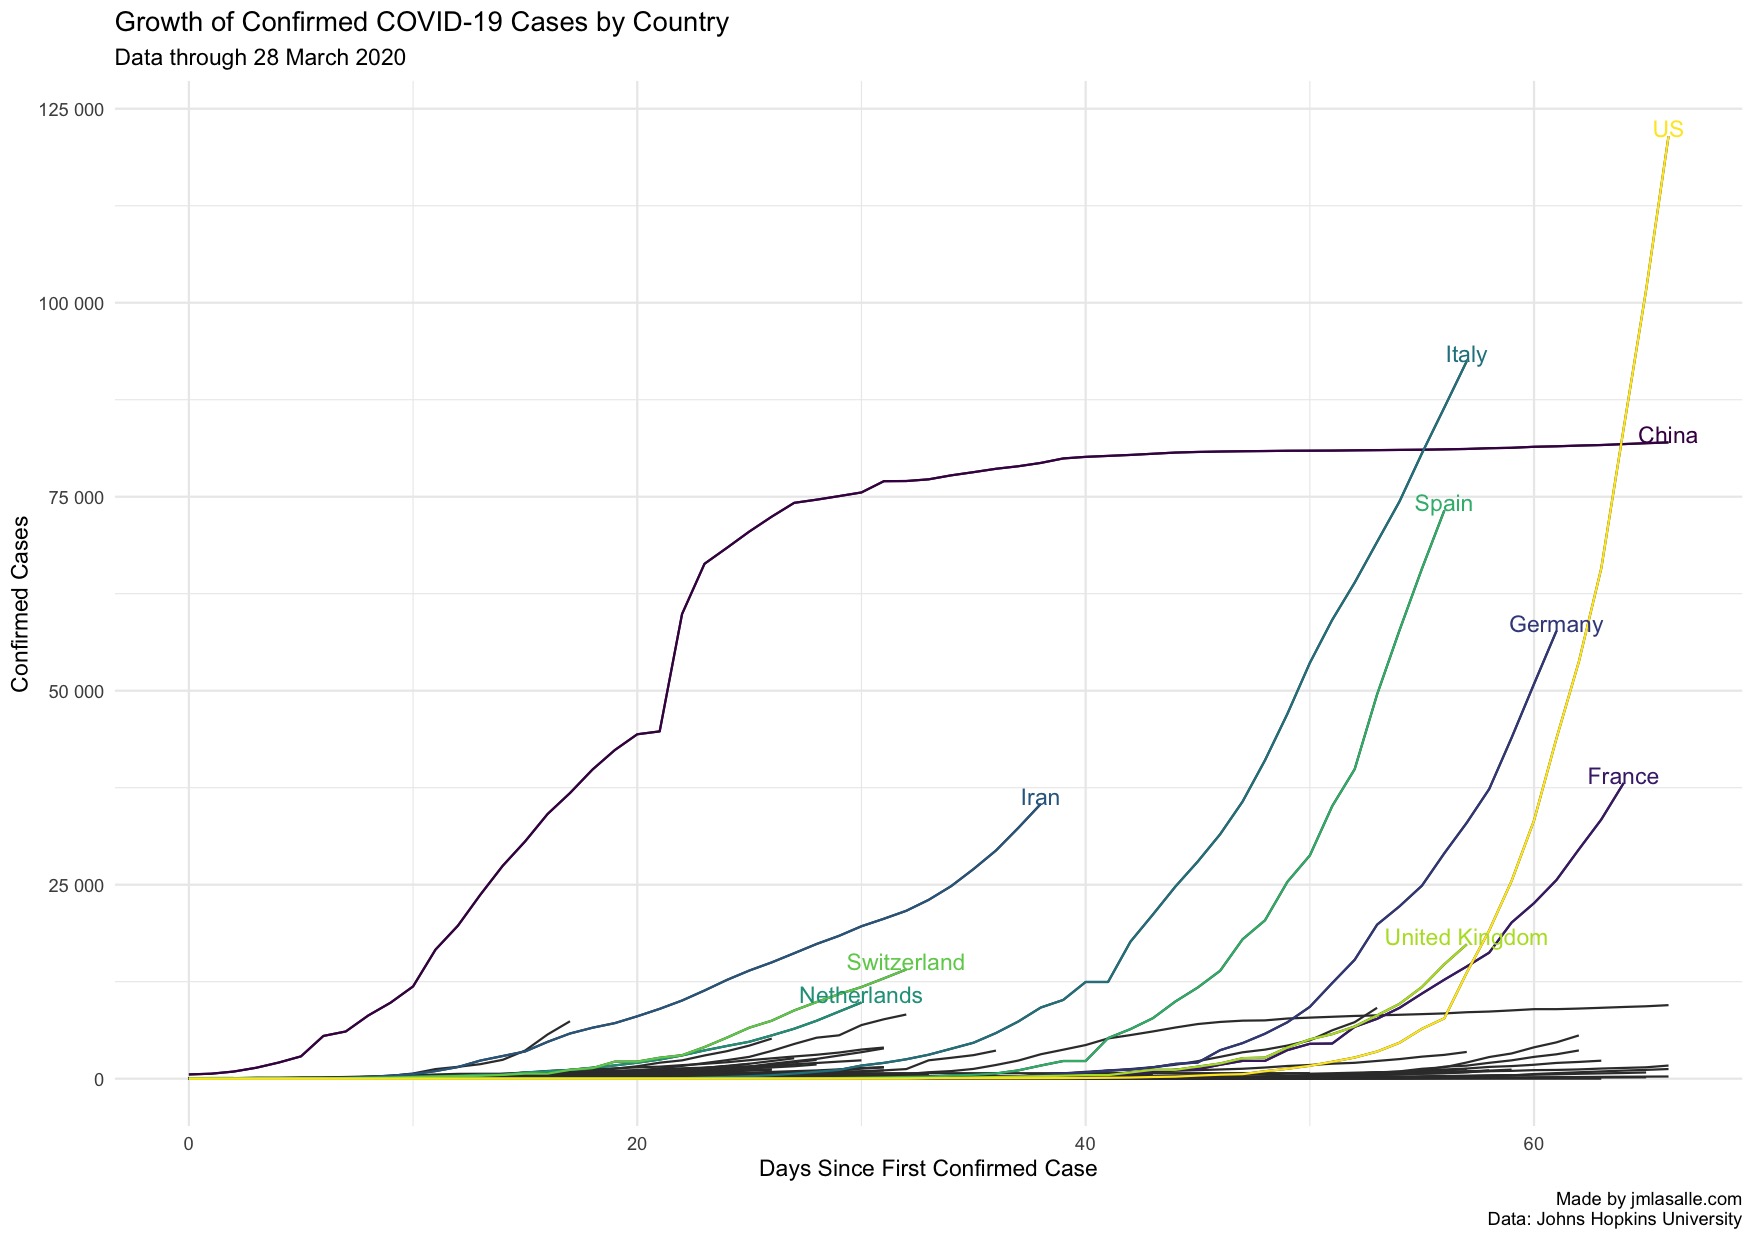 Growth of Confirmed COVID-19 Cases by Country
Data through 28 March 2020
125 000
100 000
75 000
50 000
25 000
0
Confirmed Cases
US
Italy
China
Spain
Germany
France
Iran
United Kingdom
Switzerland
Netherlands
0
20
40
60
Days Since First Confirmed Case
Made by jmlasalle.com
Data: Johns Hopkins University